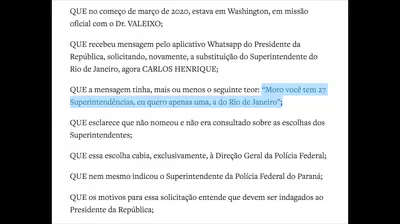 QUE no começo de março de 2020, estava em Washington, em missão
oficial com o Dr. VALEIXO;
QUE recebeu mensagem pelo aplicativo Whatsapp do Presidente da
República, solicitando, novamente, a substituição do Superintendente do
Rio de Janeiro, agora CARLOS HENRIQUE;
QUE a mensagem tinha, mais ou menos o seguinte teor: “Moro você tem 27
Superintendências, eu quero apenas uma, a do Rio de Janeiro”;
QUE esclarece que não nomeou e não era consultado sobre as escolhas dos
Superintendentes;
QUE essa escolha cabia, exclusivamente, à Direção Geral da Polícia Federal;
QUE nem mesmo indicou o Superintendente da Polícia Federal do Paraná;
QUE os motivos para essa solicitação entende que devem ser indagados ao
Presidente da República;